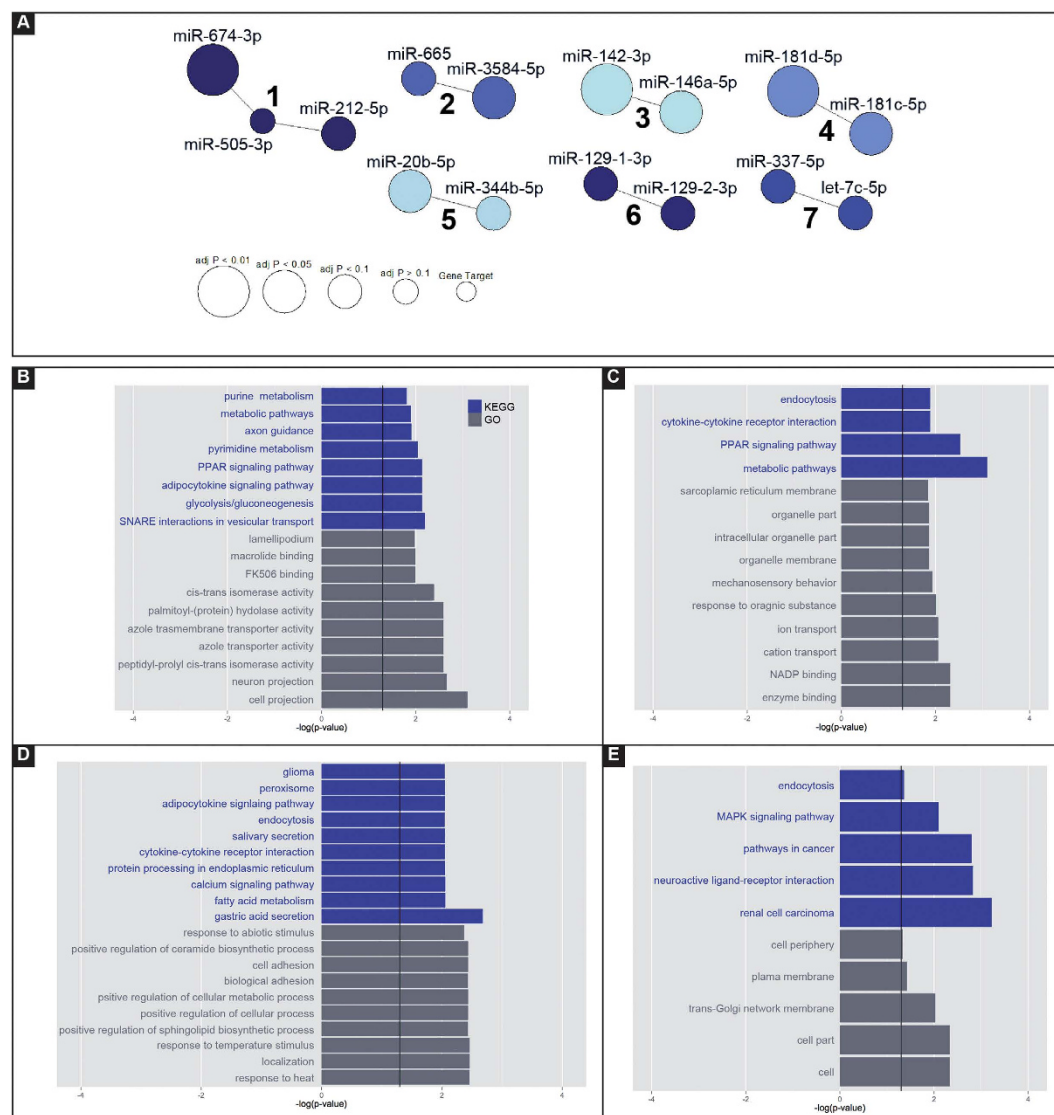 A
miR-674-3p
miR-665
miR-3584-5p
miR-142-3p
miR-146a-5p
miR-181d-5p
miR-181c-5p
1
2
3
4
miR-212-5p
miR-505-3p
miR-20b-5p
miR-344b-5p
miR-129-1-3p
miR-129-2-3p
miR-337-5p
let-7c-5p
5
6
7
adj P < 0.01
adj P < 0.05
adj P < 0.1
adj P > 0.1
Gene Target
B
purine metabolism
metabolic pathways
axon guidance
pyrimidine metabolism
PPAR signaling pathway
adipocytokine signaling pathway
glycolysis/gluconeogenesis
SNARE interactions in vesicular transport
lamellipodium
macrolide binding
FK506 binding
cis-trans isomerase activity
palmitoyl-(protein) hydolase activity
azole trasmembrane transporter activity
azole transporter activity
peptidyl-prolyl cis-trans isomerase activity
neuron projection
cell projection
KEGG
GO
-4 -2 0 2 4
-log(p-value)
C
endocytosis
cytokine-cytokine receptor interaction
PPAR signaling pathway
metabolic pathways
sarcoplamic reticulum membrane
organelle part
intracellular organelle part
organelle membrane
mechanosensory behavior
response to oragnic substance
ion transport
cation transport
NADP binding
enzyme binding
-4 -2 0 2 4
-log(p-value)
D
glioma
peroxisome
adipocytokine signlaing pathway
endocytosis
salivary secretion
cytokine-cytokine receptor interaction
protein processing in endoplasmic reticulum
calcium signaling pathway
fatty acid metabolism
gastric acid secretion
response to abiotic stimulus
positive regulation of ceramide biosynthetic process
cell adhesion
biological adhesion
psitive regulation of cellular metabolic process
positive regulation of cellular process
positive regulation of sphingolipid biosynthetic process
response to temperature stimulus
localization
response to heat
-4 -2 0 2 4
-log(p-value)
E
endocytosis
MAPK signaling pathway
pathways in cancer
neuroactive ligand-receptor interaction
renal cell carcinoma
cell periphery
plama membrane
trans-Golgi network membrane
cell part
cell
-4 -2 0 2 4
-log(p-value)